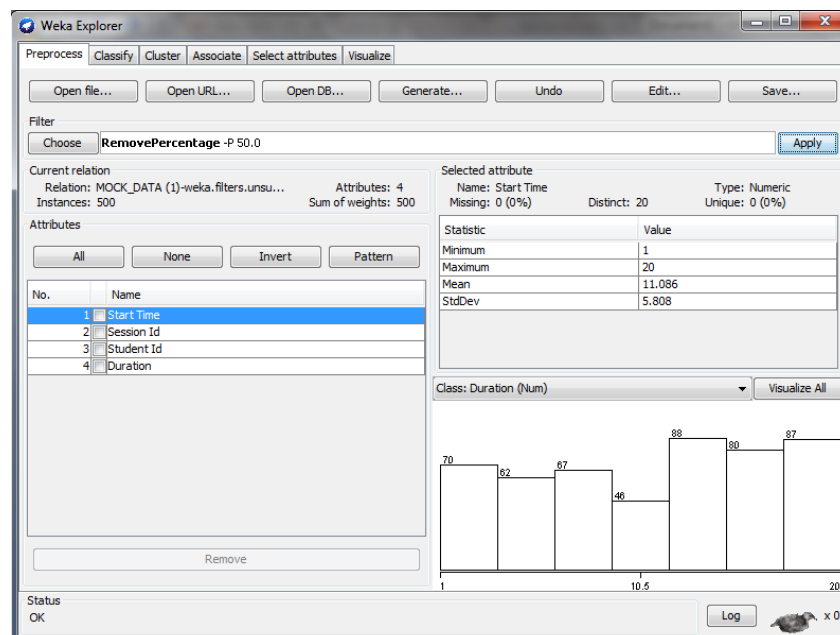 Weka Explorer
Preprocess Classify Cluster Associate Select attributes Visualize
Open file... Open URL... Open DB... Generate... Undo Edit... Save...
Filter
Choose RemovePercentage -P 50.0 Apply
Current relation
Relation: MOCK_DATA (1)-weka.filters.unsu... Attributes: 4
Instances: 500 Sum of weights: 500
Selected attribute
Name: Start Time Type: Numeric
Missing: 0 (0%) Distinct: 20 Unique: 0 (0%)
Attributes
All None Invert Pattern
No. Name
1 Start Time
2 Session Id
3 Student Id
4 Duration
Remove
Statistic Value
Minimum 1
Maximum 20
Mean 11.086
StdDev 5.808
Class: Duration (Num) Visualize All
70 62 67 46 88 80 87
1 10.5 20
Status
OK
Log x 0